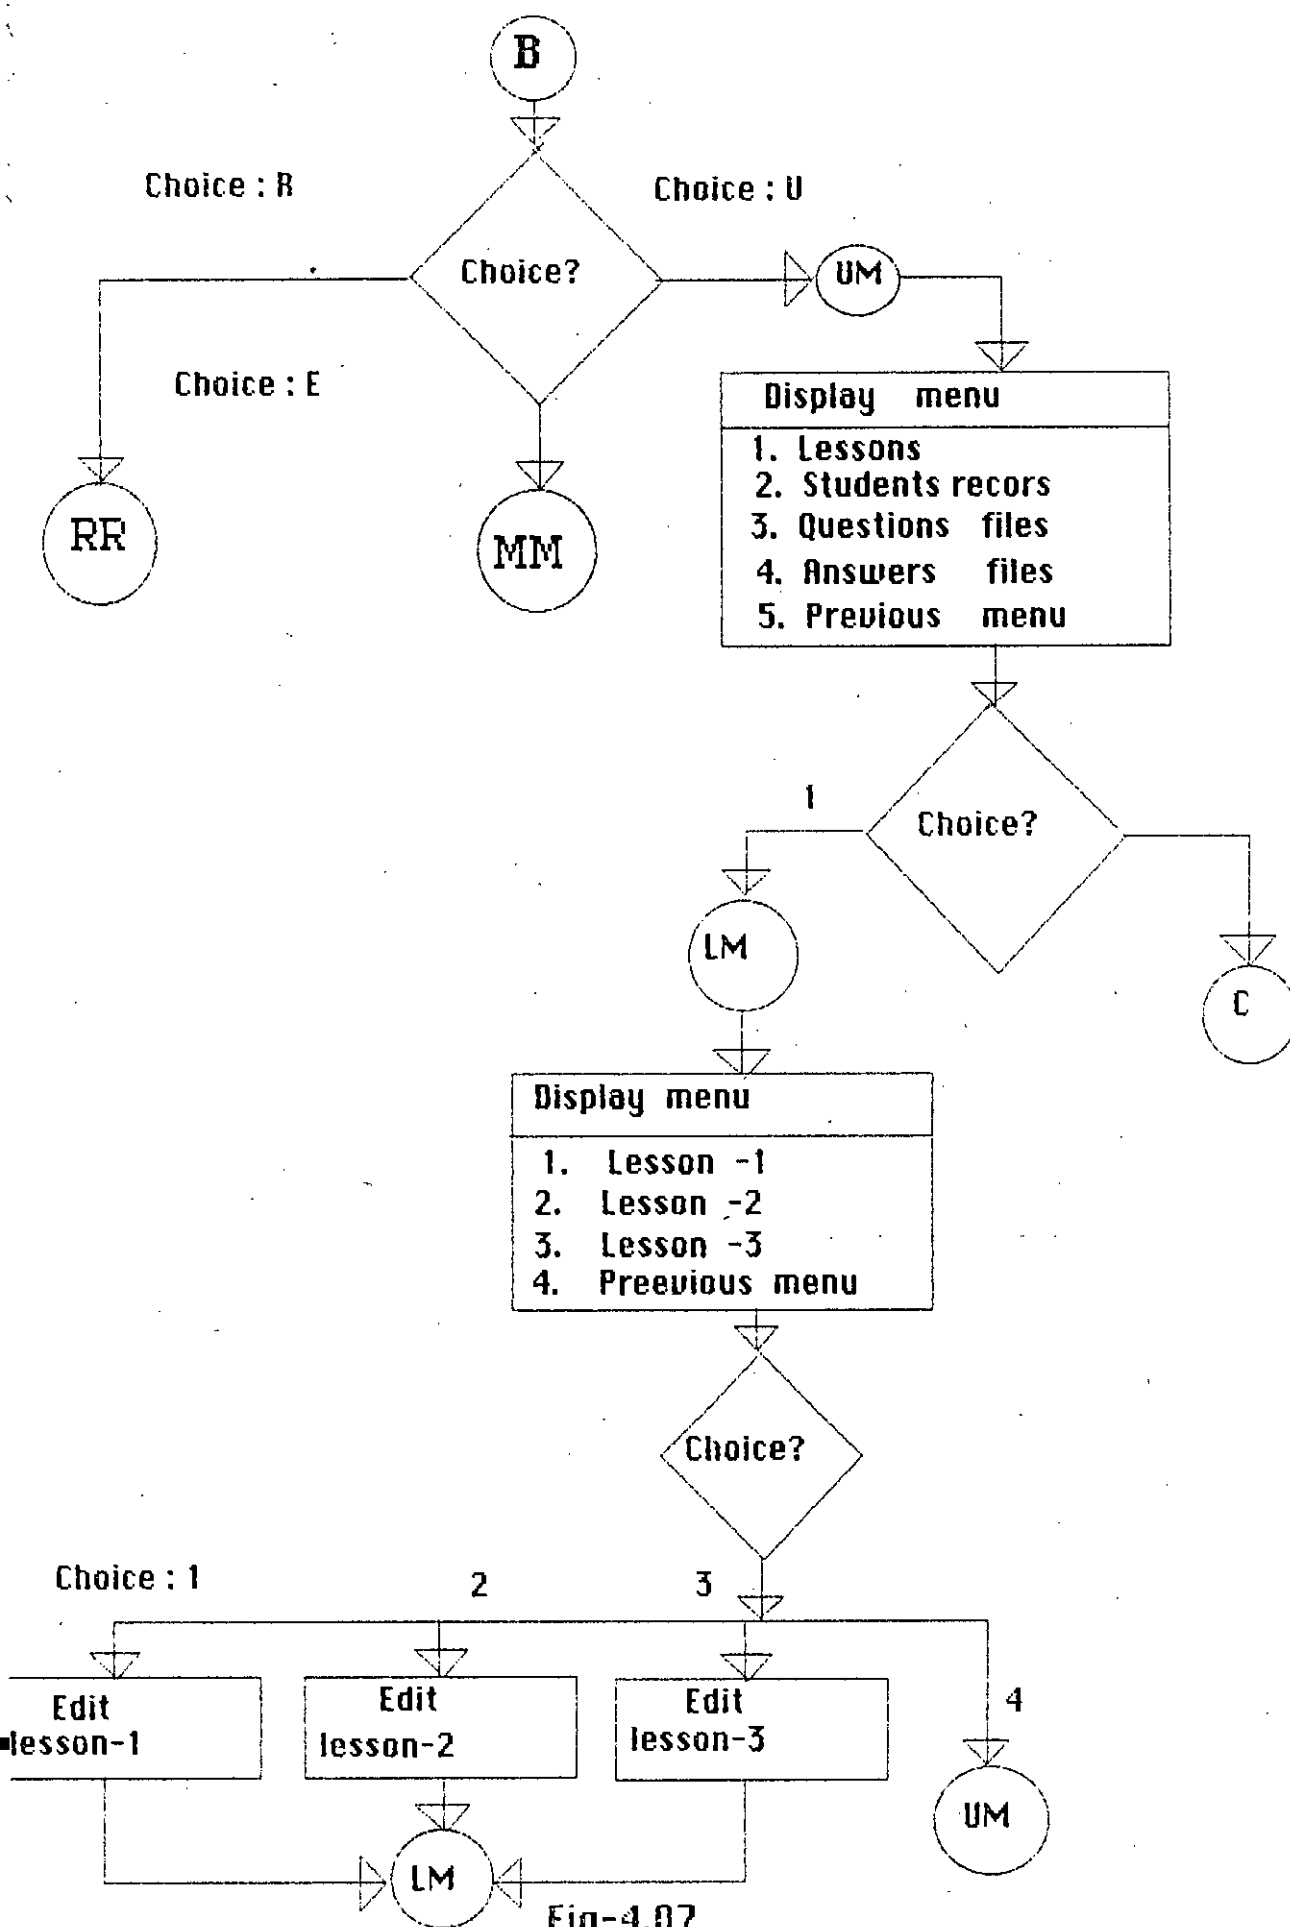 B
Choice : R
Choice : U
Choice?
UM
Choice : E
Display menu
1. Lessons
2. Students recors
3. Questions files
4. Answers files
5. Previous menu
RR
MM
1
Choice?
LM
C
Display menu
1. Lesson -1
2. Lesson -2
3. Lesson -3
4. Preevious menu
Choice?
Choice : 1
2
3
4
Edit
lesson-1
Edit
lesson-2
Edit
lesson-3
UM
LM
Fig-4.07